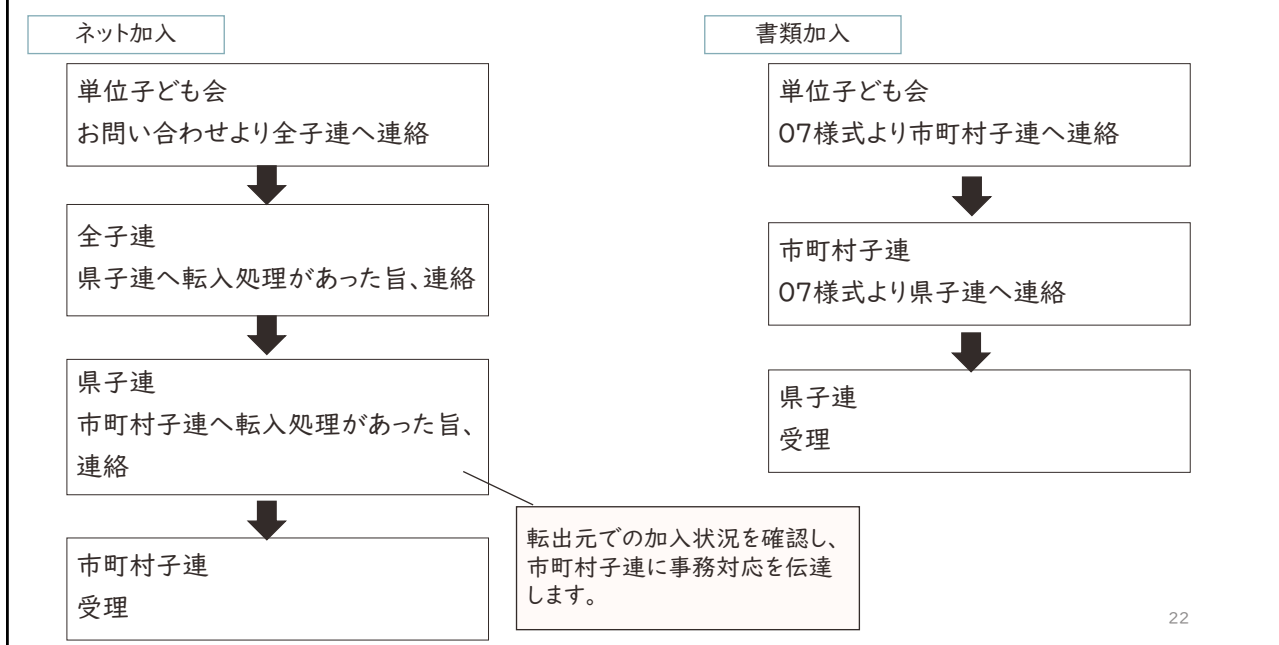 ネット加入
単位子ども会
お問い合わせより全子連へ連絡
全子連
県子連へ転入処理があった旨、連絡
県子連
市町村子連へ転入処理があった旨、
連絡
市町村子連
受理
転出元での加入状況を確認し、
市町村子連に事務対応を伝達
します。
書類加入
単位子ども会
07様式より市町村子連へ連絡
市町村子連
07様式より県子連へ連絡
県子連
受理
22